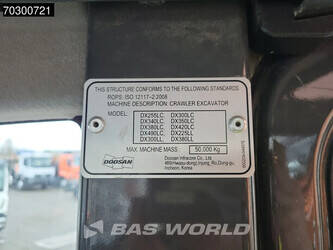 70300721
THIS STRUCTURE CONFORMS TO THE FOLLOWING STANDARDS
ROPS: ISO 12117-2:2008
MACHINE DESCRIPTION: CRAWLER EXCAVATOR
MODEL:
DX255LC, DX300LC
DX340LC, DX350LC
DX380LC, DX420LC
DX490LC, DX225LL
DX300LL, DX380LL
MAX. MACHINE MASS : 50,000 Kg
DOOSAN
Doosan Infracore Co., Ltd.
Incheon, Korea
BAS WORLD